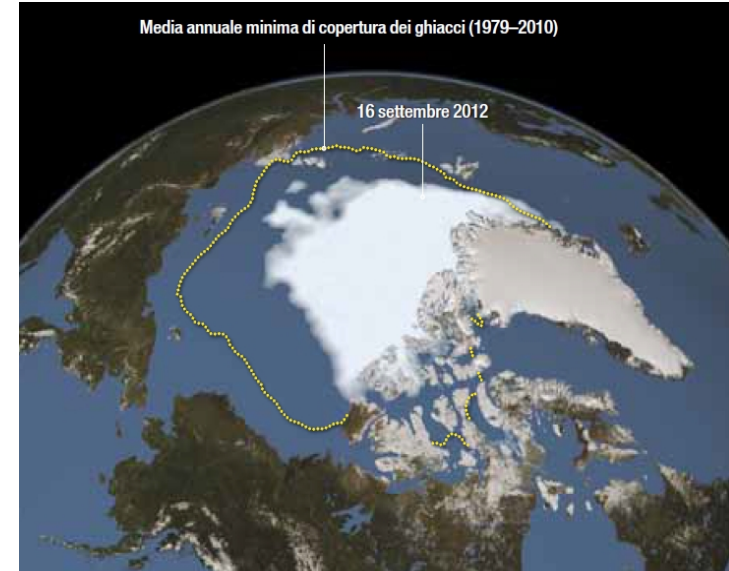 Media annuale minima di copertura dei ghiacci (1979–2010)
16 settembre 2012